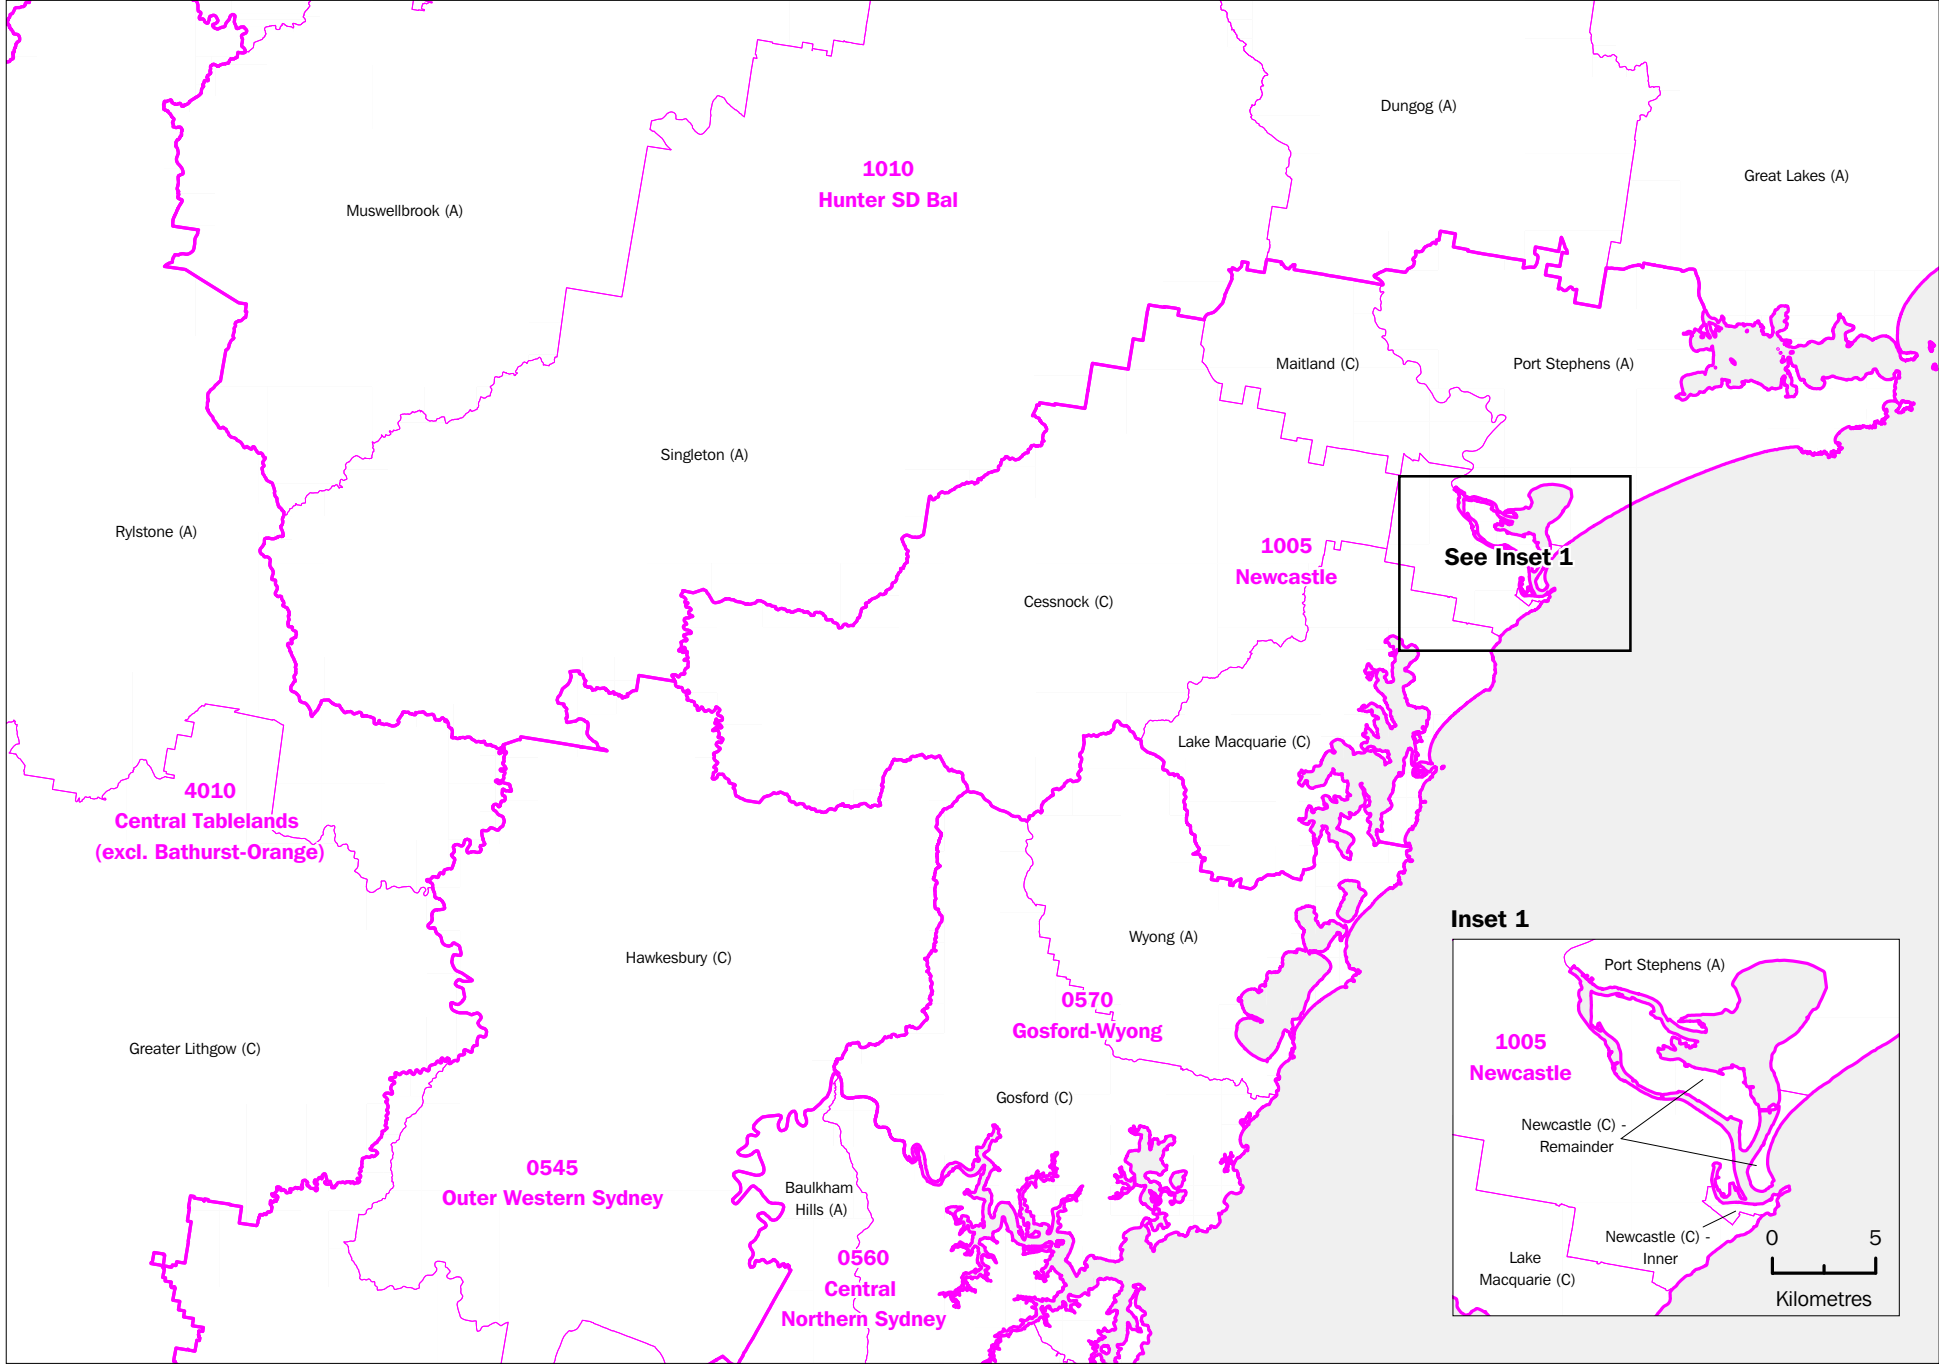 Dungog (A)
1010
Hunter SD Bal
Great Lakes (A)
Muswellbrook (A)
Maitland (C)
Port Stephens (A)
Singleton (A)
Rylstone (A)
1005
Newcastle
See Inset 1
Cessnock (C)
Lake Macquarie (C)
4010
Central Tablelands
(excl. Bathurst-Orange)
Inset 1
Wyong (A)
Hawkesbury (C)
Port Stephens (A)
0570
Gosford-Wyong
Greater Lithgow (C)
1005
Newcastle
Gosford (C)
Newcastle (C) -
Remainder
0545
Outer Western Sydney
Baulkham
Hills (A)
Newcastle (C) -
Inner
0560
Central
Northern Sydney
Lake
Macquarie (C)
0 5
Kilometres